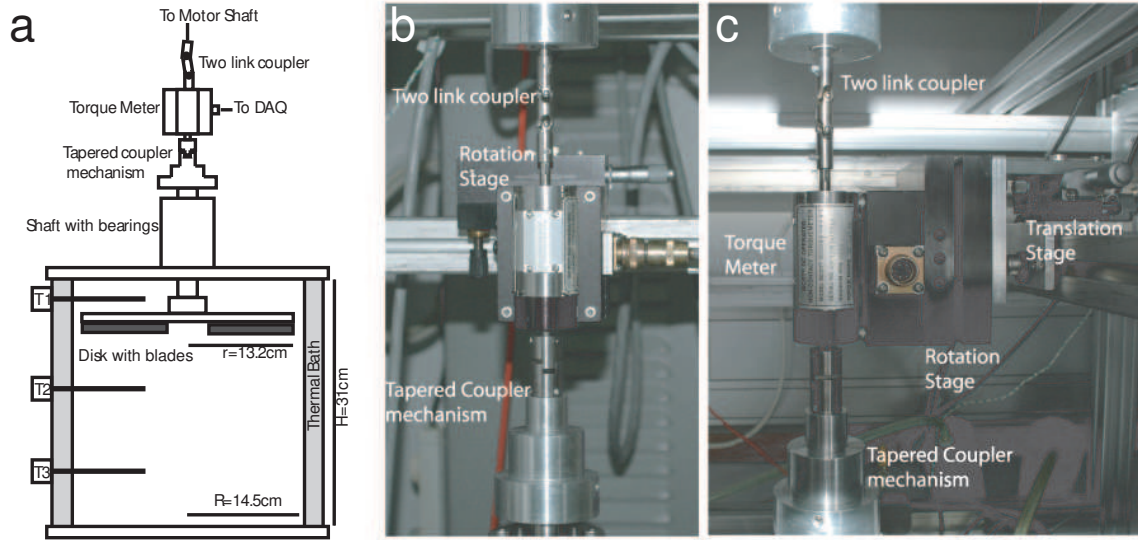 a
To Motor Shaft
Two link coupler
Torque Meter
To DAQ
Tapered coupler
mechanism
Shaft with bearings
T1
Disk with blades
r=13.2cm
T2
Thermal Bath
H=31cm
T3
R=14.5cm
b
Two link coupler
Rotation
Stage
Tapered Coupler
mechanism
c
Two link coupler
Torque
Meter
Translation
Stage
Rotation
Stage
Tapered Coupler
mechanism